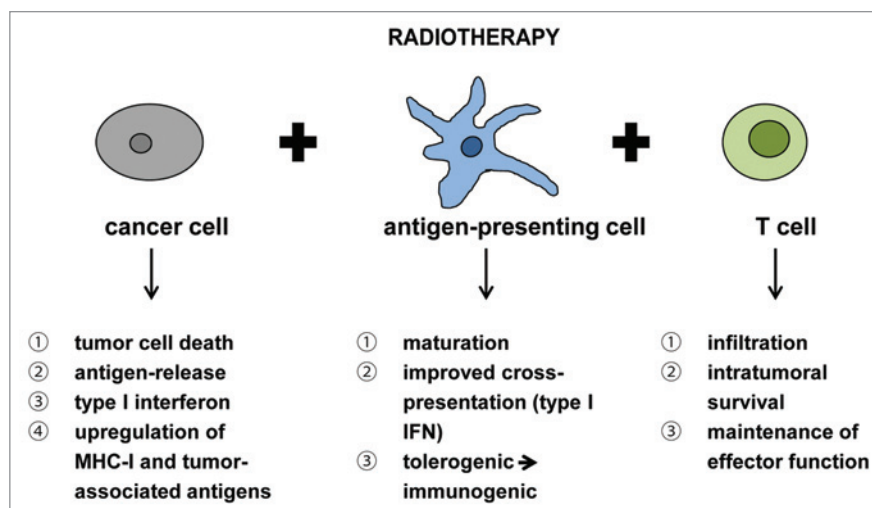 RADIOTHERAPY
cancer cell
antigen-presenting cell
T cell
① tumor cell death
② antigen-release
③ type I interferon
④ upregulation of
MHC-I and tumor-
associated antigens
① maturation
② improved cross-
presentation (type I
IFN)
③ tolerogenic ➔
immunogenic
① infiltration
② intratumoral
survival
③ maintenance of
effector function